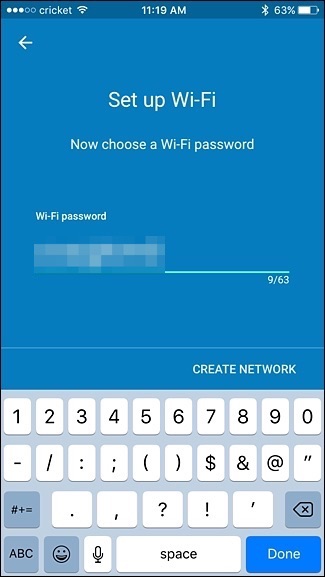 cricket 11:19 AM 63%
Set up Wi-Fi
Now choose a Wi-Fi password
Wi-Fi password
9/63
CREATE NETWORK
1 2 3 4 5 6 7 8 9 0
- / : ; ( ) $ & @ "
#+= . , ? ! '
ABC space Done